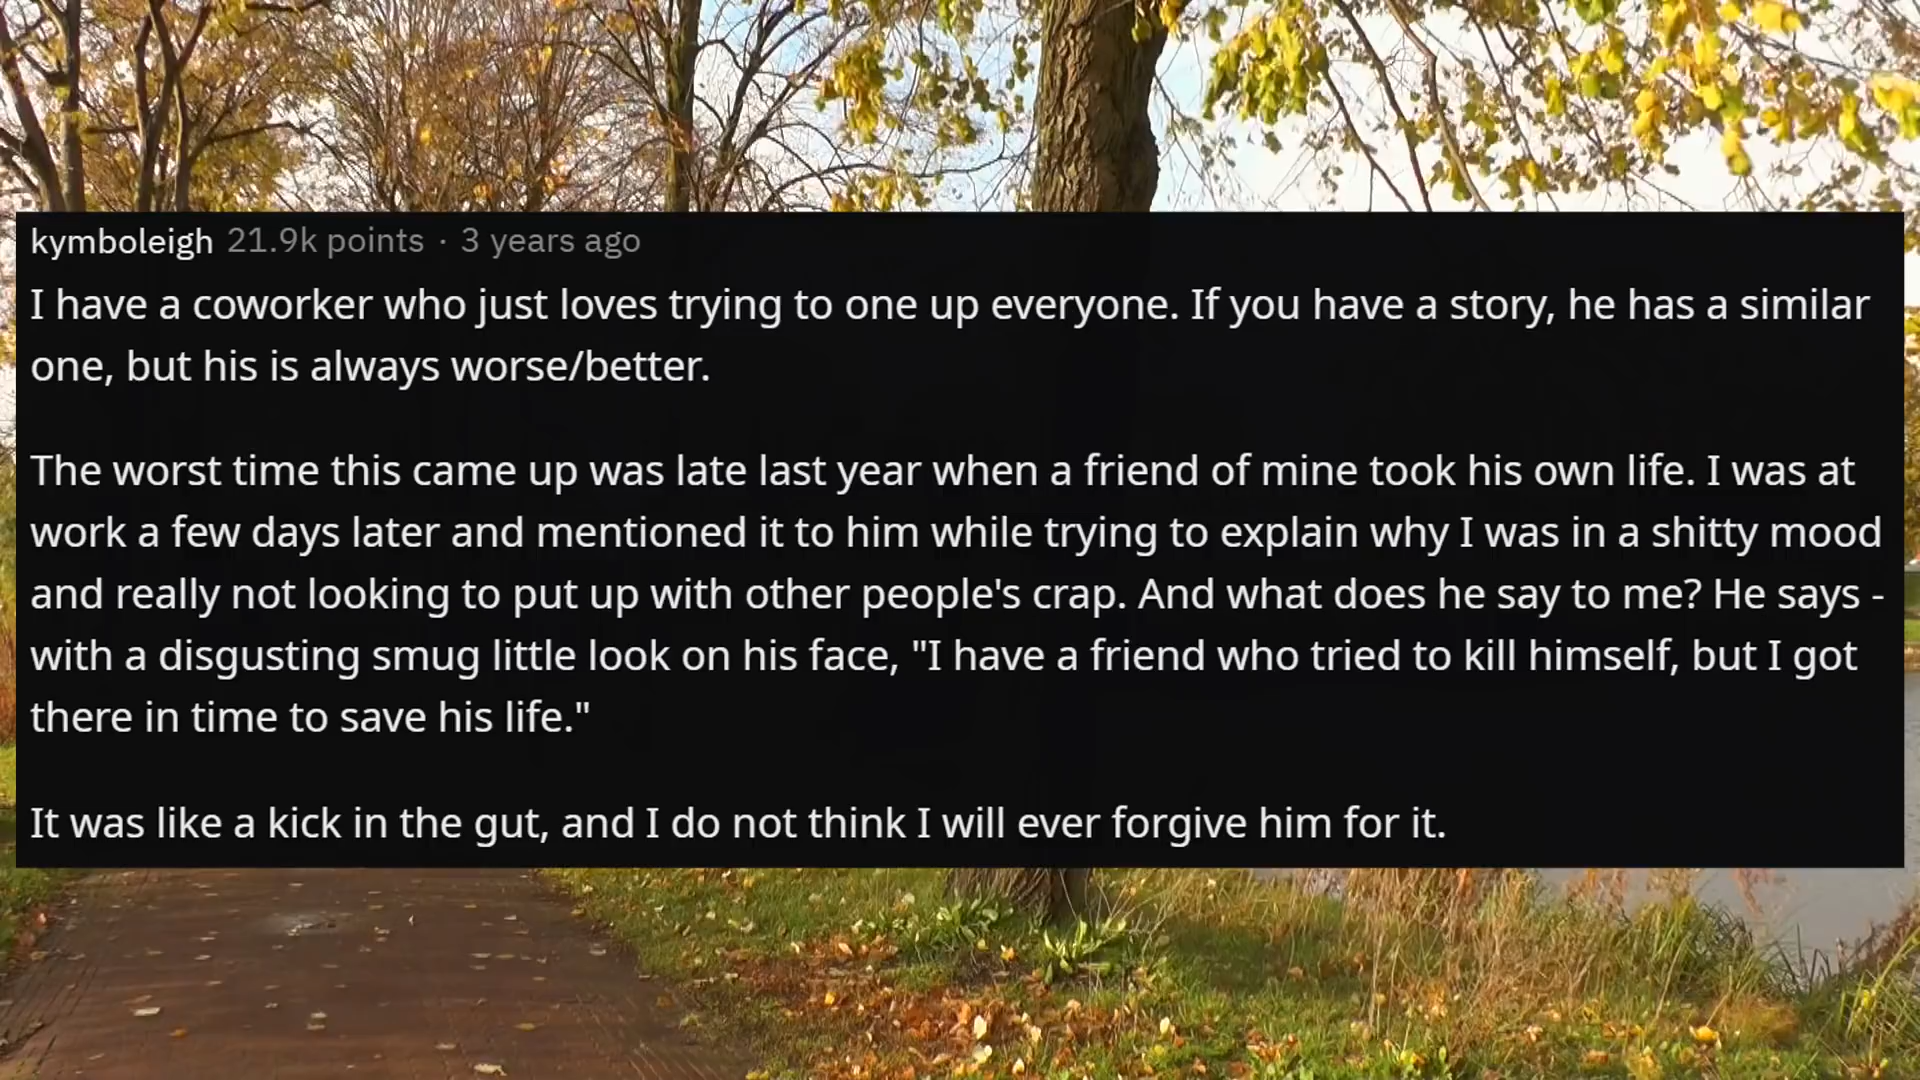 kymboleigh 21.9k points · 3 years ago
I have a coworker who just loves trying to one up everyone. If you have a story, he has a similar
one, but his is always worse/better.
The worst time this came up was late last year when a friend of mine took his own life. I was at
work a few days later and mentioned it to him while trying to explain why I was in a shitty mood
and really not looking to put up with other people's crap. And what does he say to me? He says -
with a disgusting smug little look on his face, "I have a friend who tried to kill himself, but I got
there in time to save his life."
It was like a kick in the gut, and I do not think I will ever forgive him for it.